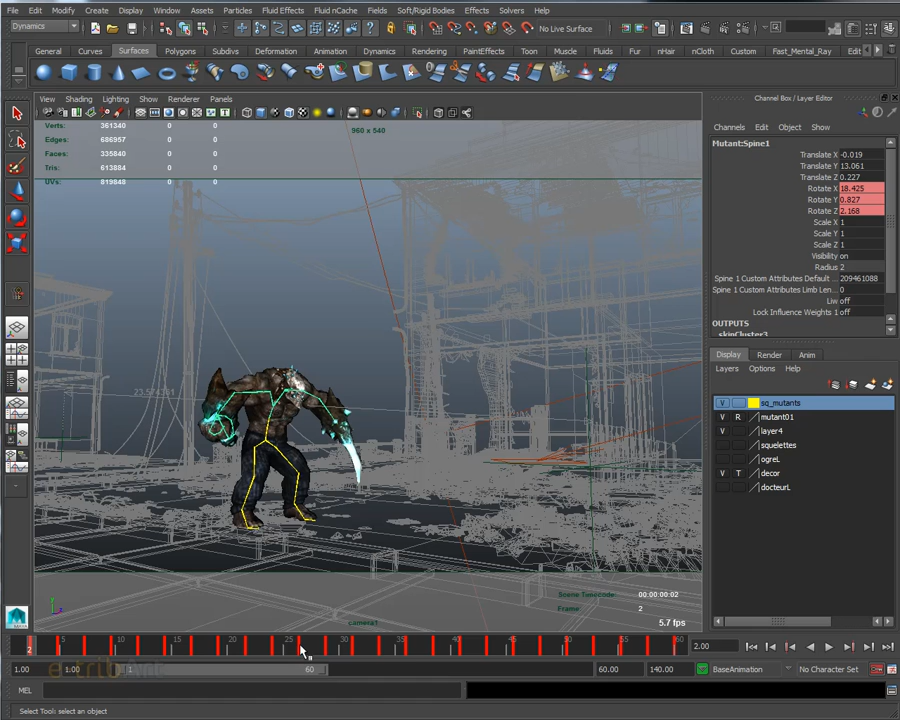 File Edit Modify Create Display Window Assets Particles Fluid Effects Fluid nCache Fields Soft/Rigid Bodies Effects Solvers Help
Dynamics No Live Surface
General Curves Surfaces Polygons Subdivs Deformation Animation Dynamics Rendering PaintEffects Toon Muscle Fluids Fur nHair nCloth Custom Fast_Mental_Ray Edit
View Shading Lighting Show Renderer Panels
Channel Box / Layer Editor
Channels Edit Object Show
Verts: 361340 0 0
Edges: 686957 0 0
Faces: 335840 0 0
Tris: 613884 0 0
UVs: 819848 0 0
960 x 540
Mutant:Spine1
Translate X -0.019
Translate Y 13.061
Translate Z 0.227
Rotate X 18.425
Rotate Y 0.827
Rotate Z 2.168
Scale X 1
Scale Y 1
Scale Z 1
Visibility on
Radius 2
Spine 1 Custom Attributes Default ... 209461088
Spine 1 Custom Attributes Limb Len... 0
Liw off
Lock Influence Weights 1 off
OUTPUTS
skinCluster3
Display Render Anim
Layers Options Help
V sq_mutants
V R mutant01
V layer4
squelettes
ogreL
V T decor
docteurL
Scene Timecode: 00:00:00:02
Frame: 2
camera1
5.7 fps
2 5 10 15 20 25 30 35 40 45 50 55 60 2.00
1.00 1.00 1 60 60.00 140.00 BaseAnimation No Character Set
MEL
Select Tool: select an object